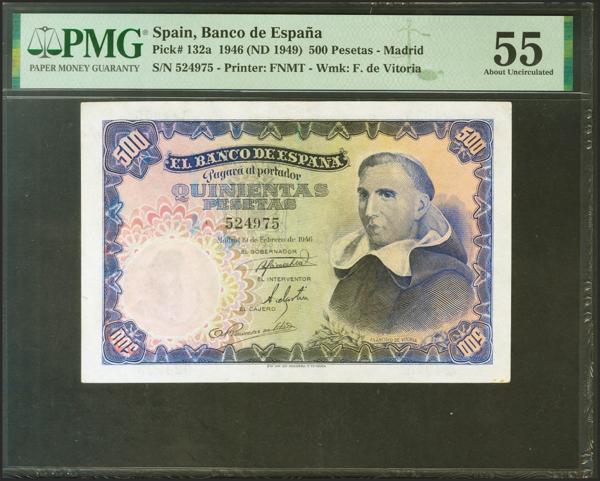 PMG®
PAPER MONEY GUARANTY
Spain, Banco de España
Pick# 132a 1946 (ND 1949) 500 Pesetas - Madrid
S/N 524975 - Printer: FNMT - Wmk: F. de Vitoria
55
About Uncirculated
500
500
EL BANCO DE ESPAÑA
Pagará al portador
QUINIENTAS
PESETAS
524975
Madrid 19 de Febrero de 1946
EL GOBERNADOR
EL INTERVENTOR
EL CAJERO
FRANCISCO DE VITORIA
500
500